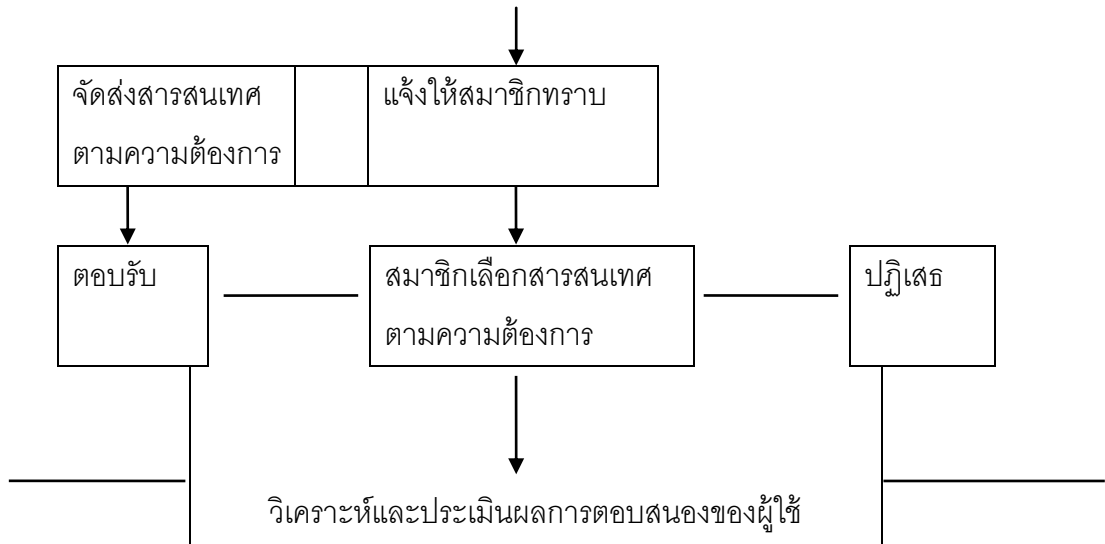 จัดส่งสารสนเทศ
ตามความต้องการ
แจ้งให้สมาชิกทราบ
ตอบรับ
สมาชิกเลือกสารสนเทศ
ตามความต้องการ
ปฏิเสธ
วิเคราะห์และประเมินผลการตอบสนองของผู้ใช้